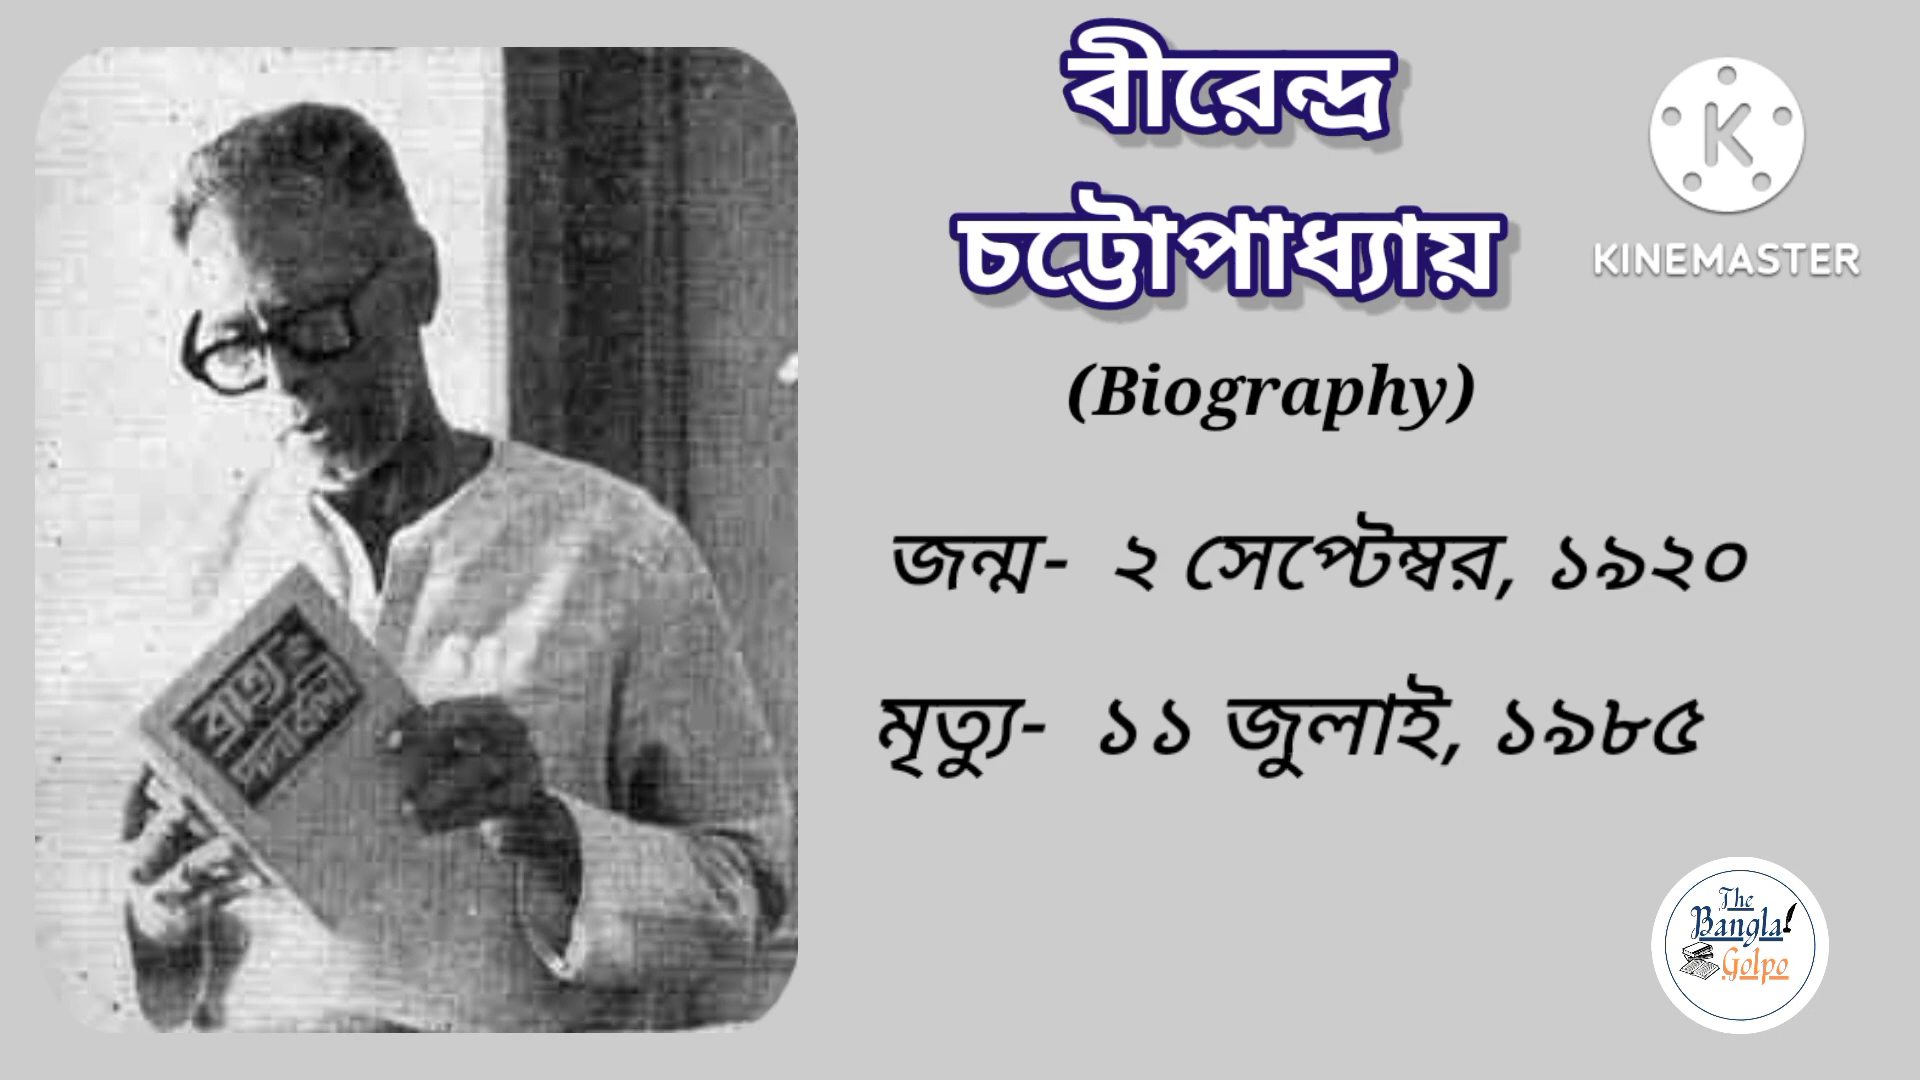 বীরেন্দ্র
চট্টোপাধ্যায়
(Biography)
জন্ম- ২ সেপ্টেম্বর, ১৯২০
মৃত্যু- ১১ জুলাই, ১৯৮৫
K
KINEMASTER
The
Bangla
Golpo